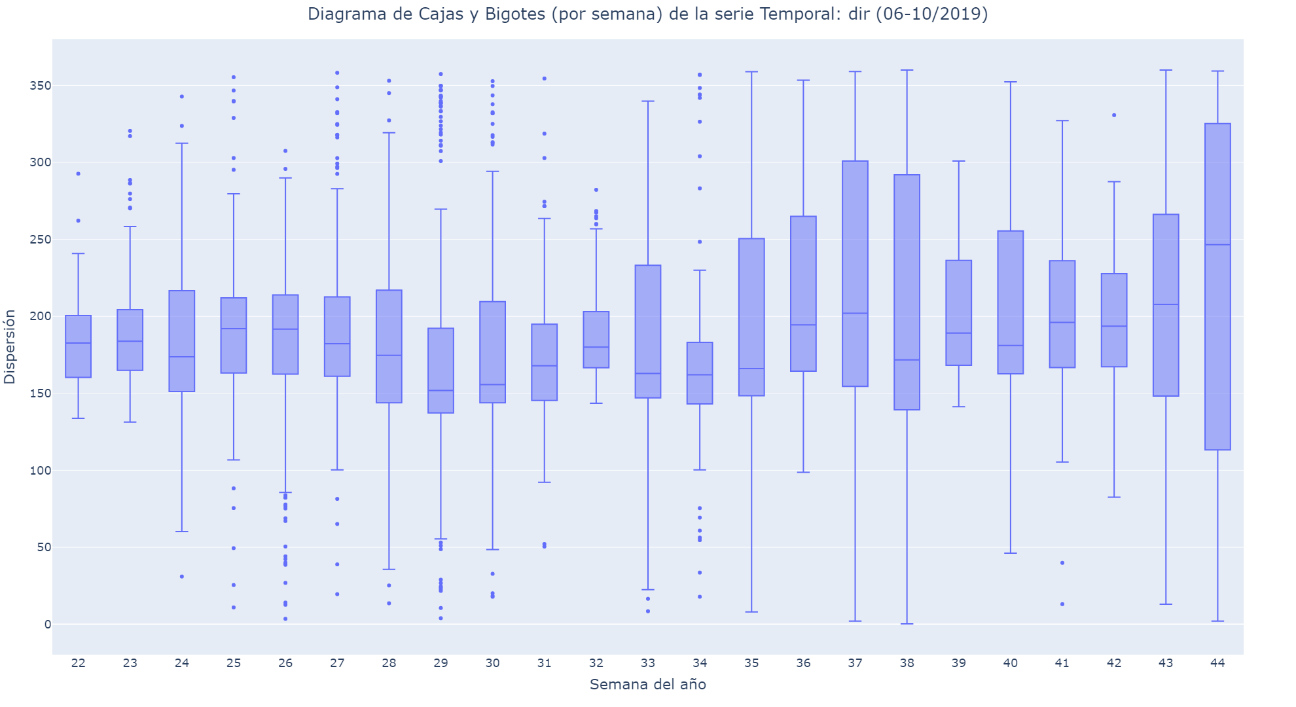 Diagrama de Cajas y Bigotes (por semana) de la serie Temporal: dir (06-10/2019)
Dispersión
350
300
250
200
150
100
50
0
22 23 24 25 26 27 28 29 30 31 32 33 34 35 36 37 38 39 40 41 42 43 44
Semana del año